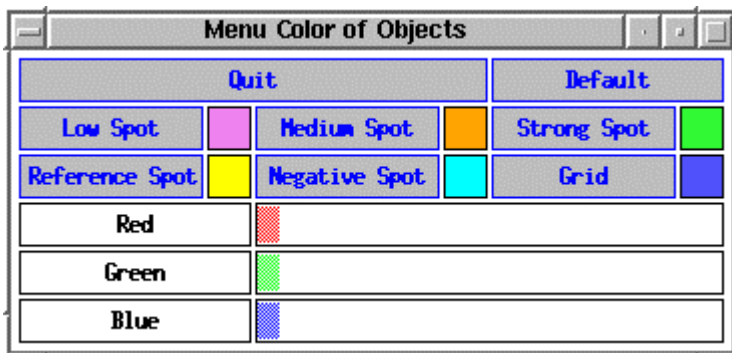 Menu Color of Objects
Quit Default
Low Spot Medium Spot Strong Spot
Reference Spot Negative Spot Grid
Red
Green
Blue